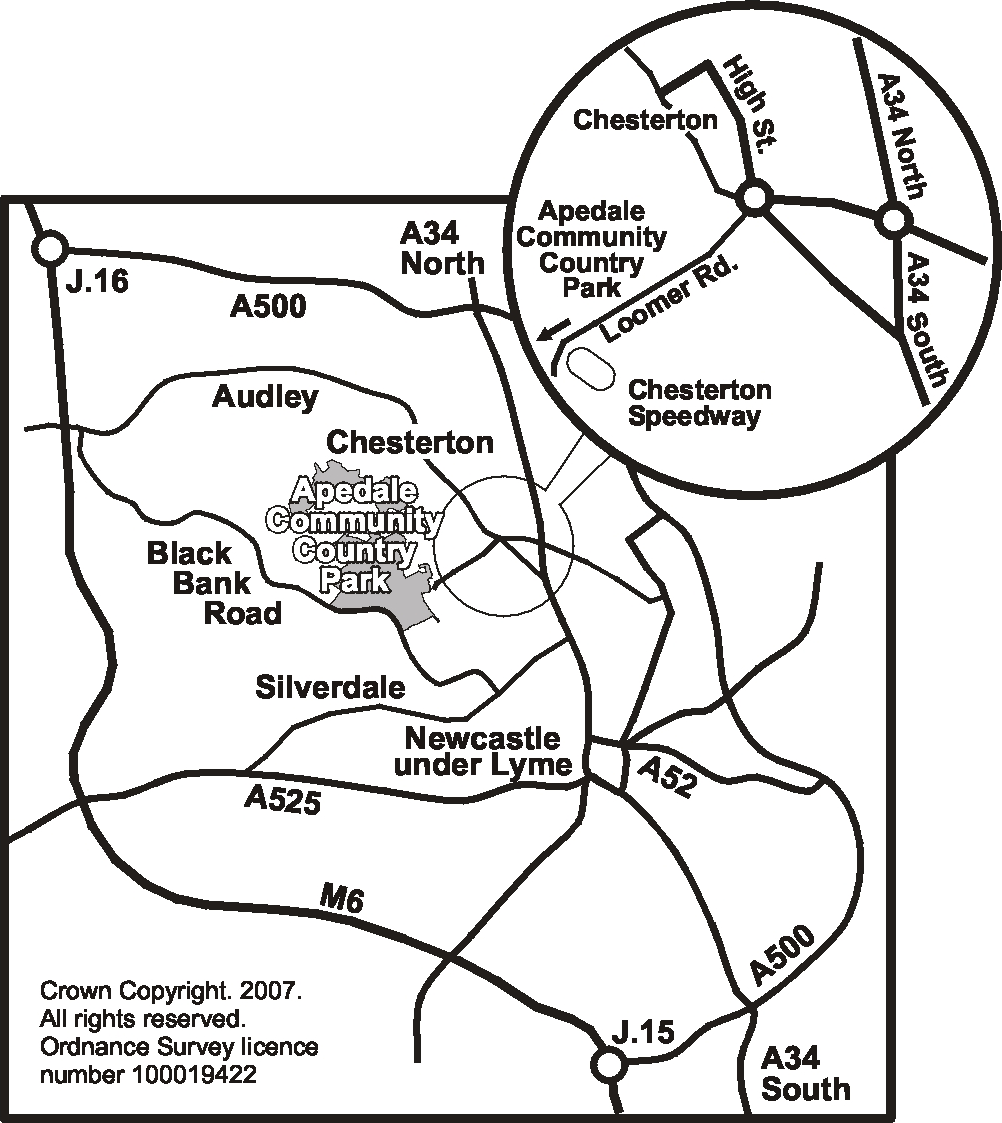 High St.
A34 North
Chesterton
Apedale
Community
Country
Park
Loomer Rd.
A34 South
Chesterton
Speedway
A34
North
J.16
A500
Audley
Chesterton
Apedale
Community
Country
Park
Black
Bank
Road
Silverdale
Newcastle
under Lyme
A52
A525
M6
A500
Crown Copyright. 2007.
All rights reserved.
Ordnance Survey licence
number 100019422
J.15
A34
South